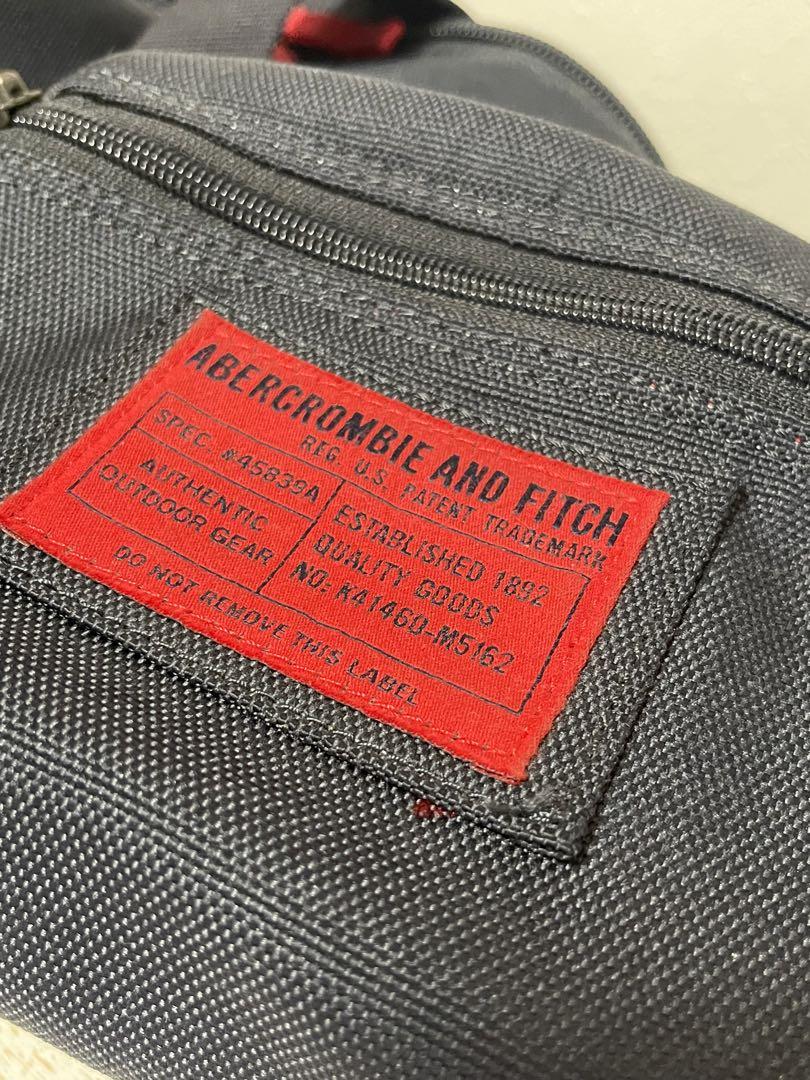 ABERCROMBIE AND FITCH
REG. U.S. PATENT TRADEMARK
SPEC. #45839A
AUTHENTIC
OUTDOOR GEAR
ESTABLISHED 1892
QUALITY GOODS
NO: K41460-M5162
DO NOT REMOVE THIS LABEL